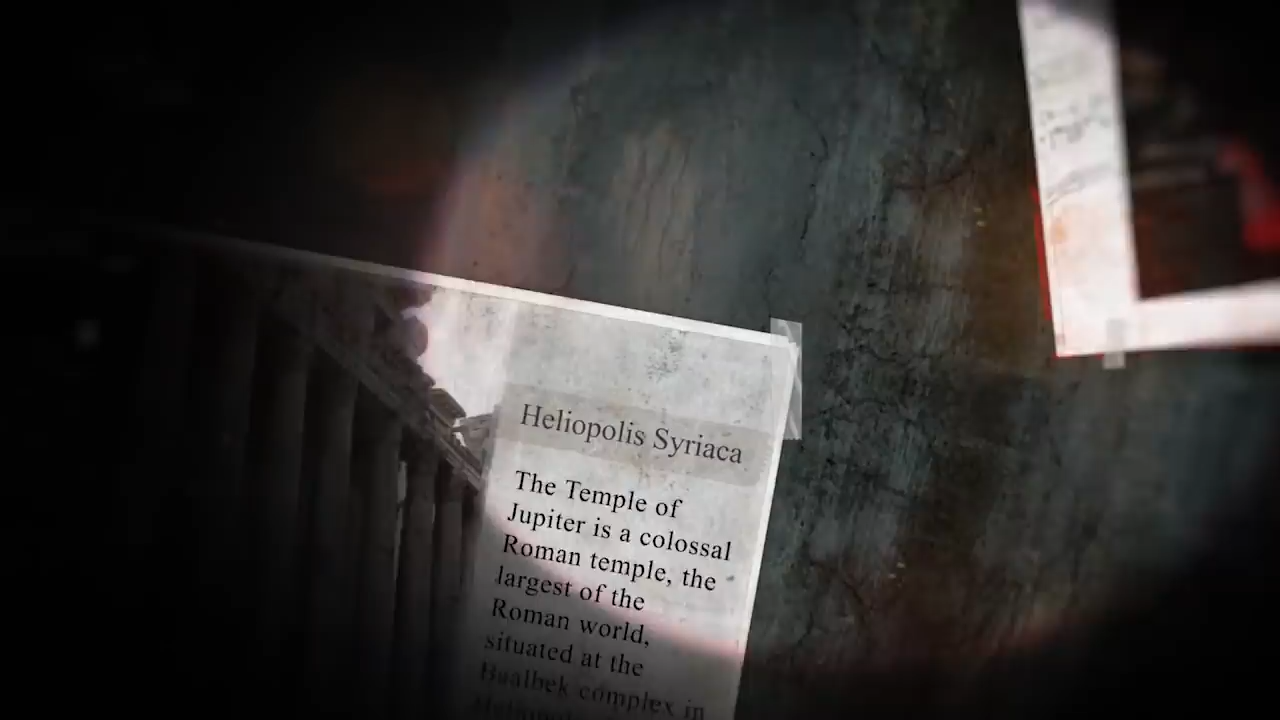 Heliopolis Syriaca
The Temple of
Jupiter is a colossal
Roman temple, the
largest of the
Roman world,
situated at the
Baalbek complex in